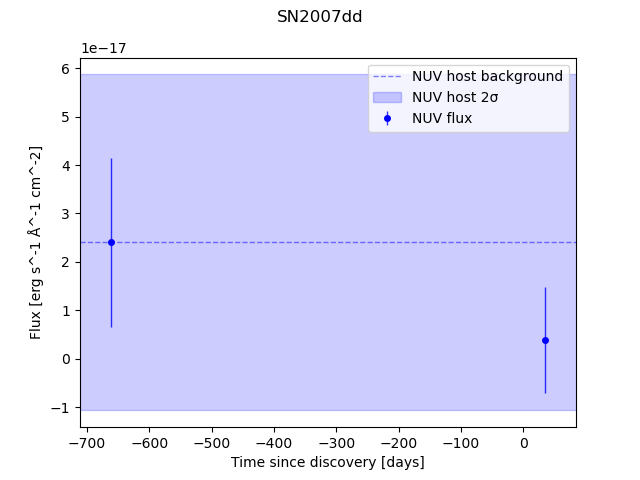 SN2007dd
1e−17
NUV host background
NUV host 2σ
NUV flux
6
5
4
3
2
1
0
−1
Flux [erg s^-1 Å^-1 cm^-2]
−700 −600 −500 −400 −300 −200 −100 0
Time since discovery [days]